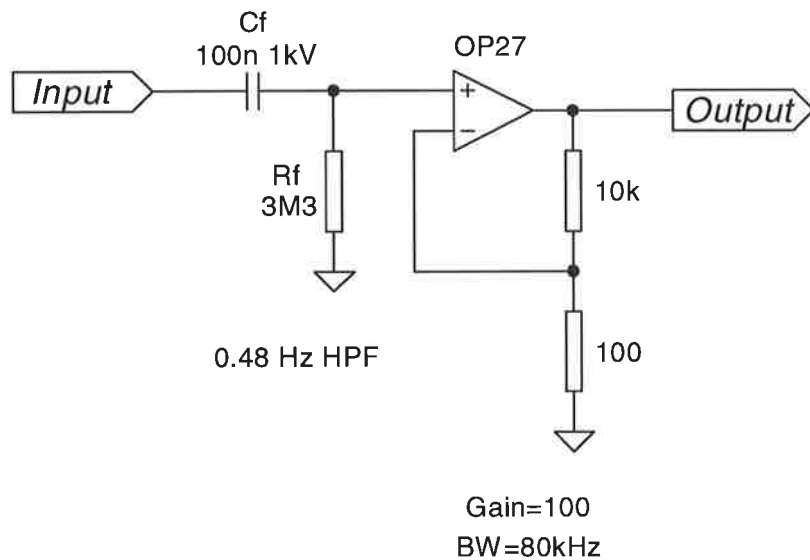 Cf
100n 1kV
OP27
Input
Output
+
−
Rf
3M3
10k
0.48 Hz HPF
100
Gain=100
BW=80kHz